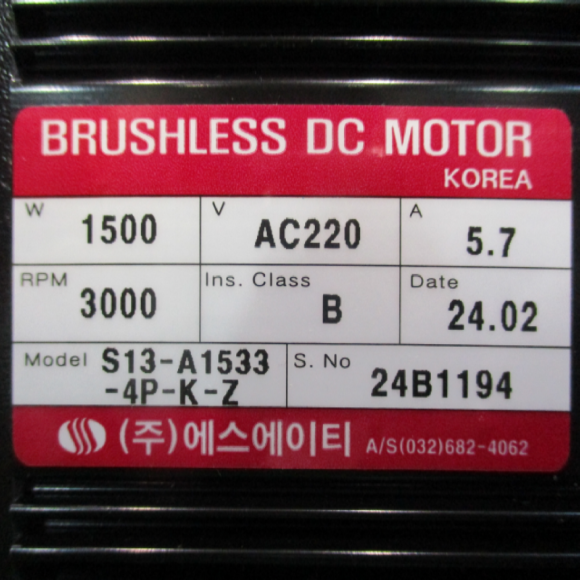 BRUSHLESS DC MOTOR
KOREA
W 1500 V AC220 A 5.7
RPM 3000 Ins. Class B Date 24.02
Model S13-A1533 S. No 24B1194
-4P-K-Z
(주)에스에이티 A/S(032)682-4062